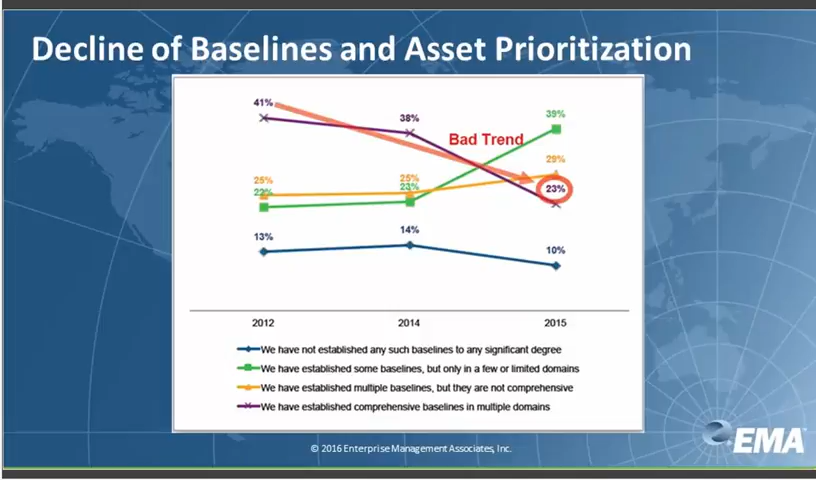 Decline of Baselines and Asset Prioritization
41%
38%
39%
Bad Trend
29%
25%
25%
22%
23%
23%
13%
14%
10%
2012 2014 2015
We have not established any such baselines to any significant degree
We have established some baselines, but only in a few or limited domains
We have established multiple baselines, but they are not comprehensive
We have established comprehensive baselines in multiple domains
© 2016 Enterprise Management Associates, Inc.
EMA